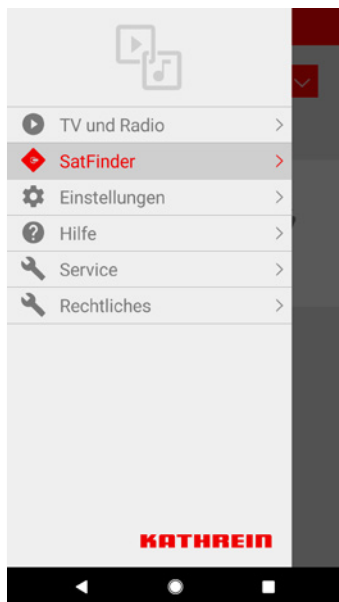 TV und Radio
SatFinder
Einstellungen
Hilfe
Service
Rechtliches
KATHREIN